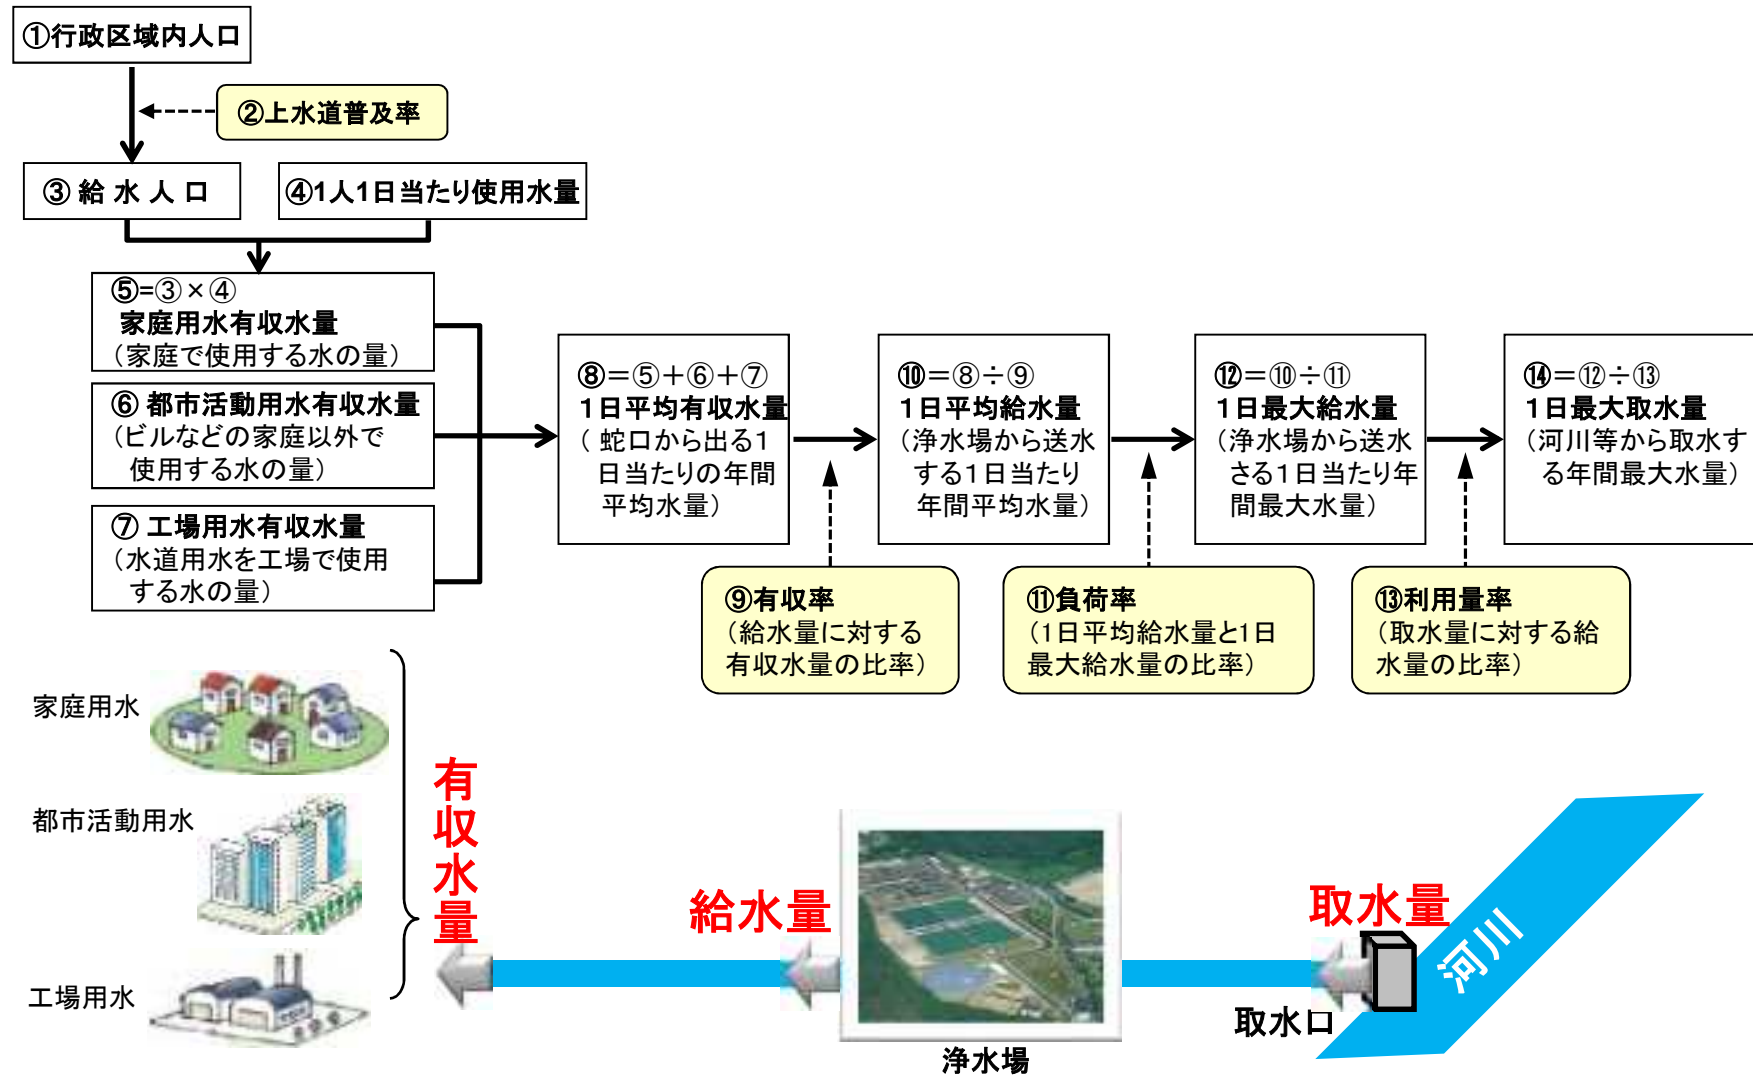 ①行政区域内人口
②上水道普及率
③ 給 水 人 口
④1人1日当たり使用水量
⑤=③×④
家庭用水有収水量
（家庭で使用する水の量）
⑥ 都市活動用水有収水量
（ビルなどの家庭以外で
使用する水の量）
⑦ 工場用水有収水量
（水道用水を工場で使用
する水の量）
⑧＝⑤＋⑥＋⑦
1日平均有収水量
（ 蛇口から出る1
日当たりの年間
平均水量）
⑩＝⑧÷⑨
1日平均給水量
（浄水場から送水
する1日当たり
年間平均水量）
⑫＝⑩÷⑪
1日最大給水量
（浄水場から送水
さる1日当たり年
間最大水量）
⑭＝⑫÷⑬
1日最大取水量
（河川等から取水す
る年間最大水量）
⑨有収率
（給水量に対する
有収水量の比率）
⑪負荷率
（1日平均給水量と1日
最大給水量の比率）
⑬利用量率
（取水量に対する給
水量の比率）
家庭用水
都市活動用水
工場用水
有収水量
給水量
取水量
河川
取水口
浄水場